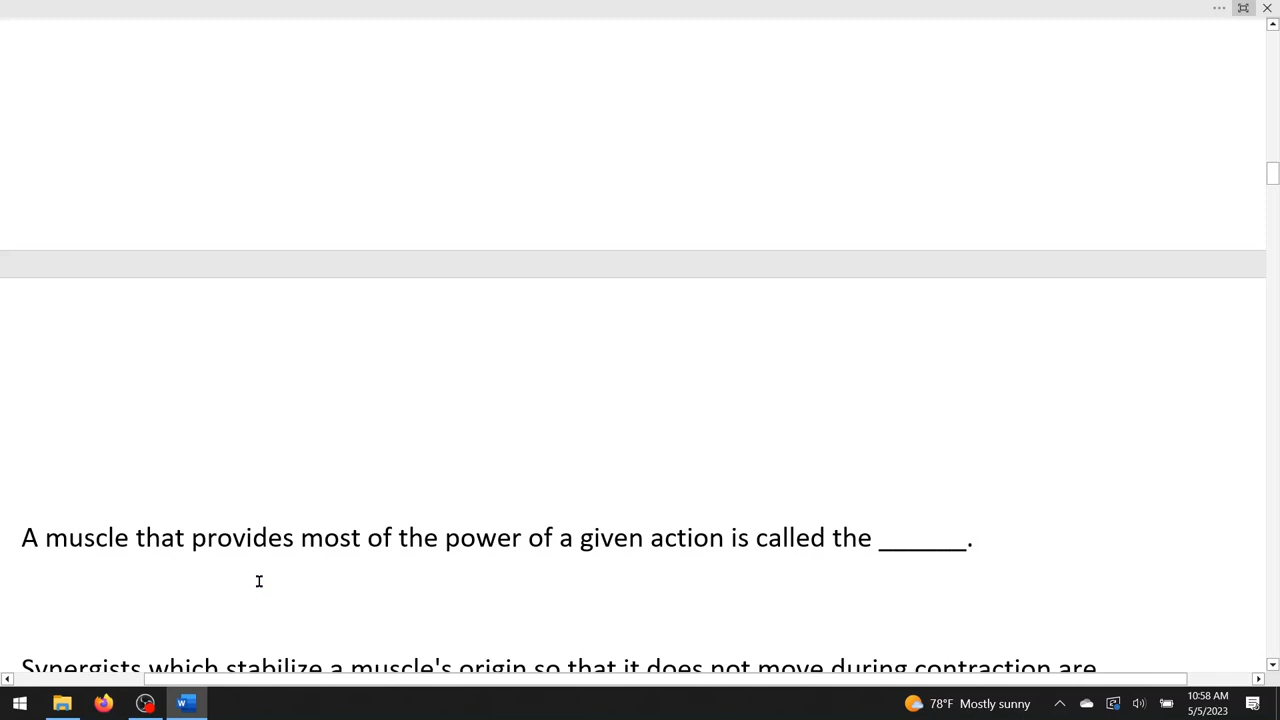 A muscle that provides most of the power of a given action is called the _______.
Synergists which stabilize a muscle's origin so that it does not move during contraction are
78°F Mostly sunny
10:58 AM
5/5/2023